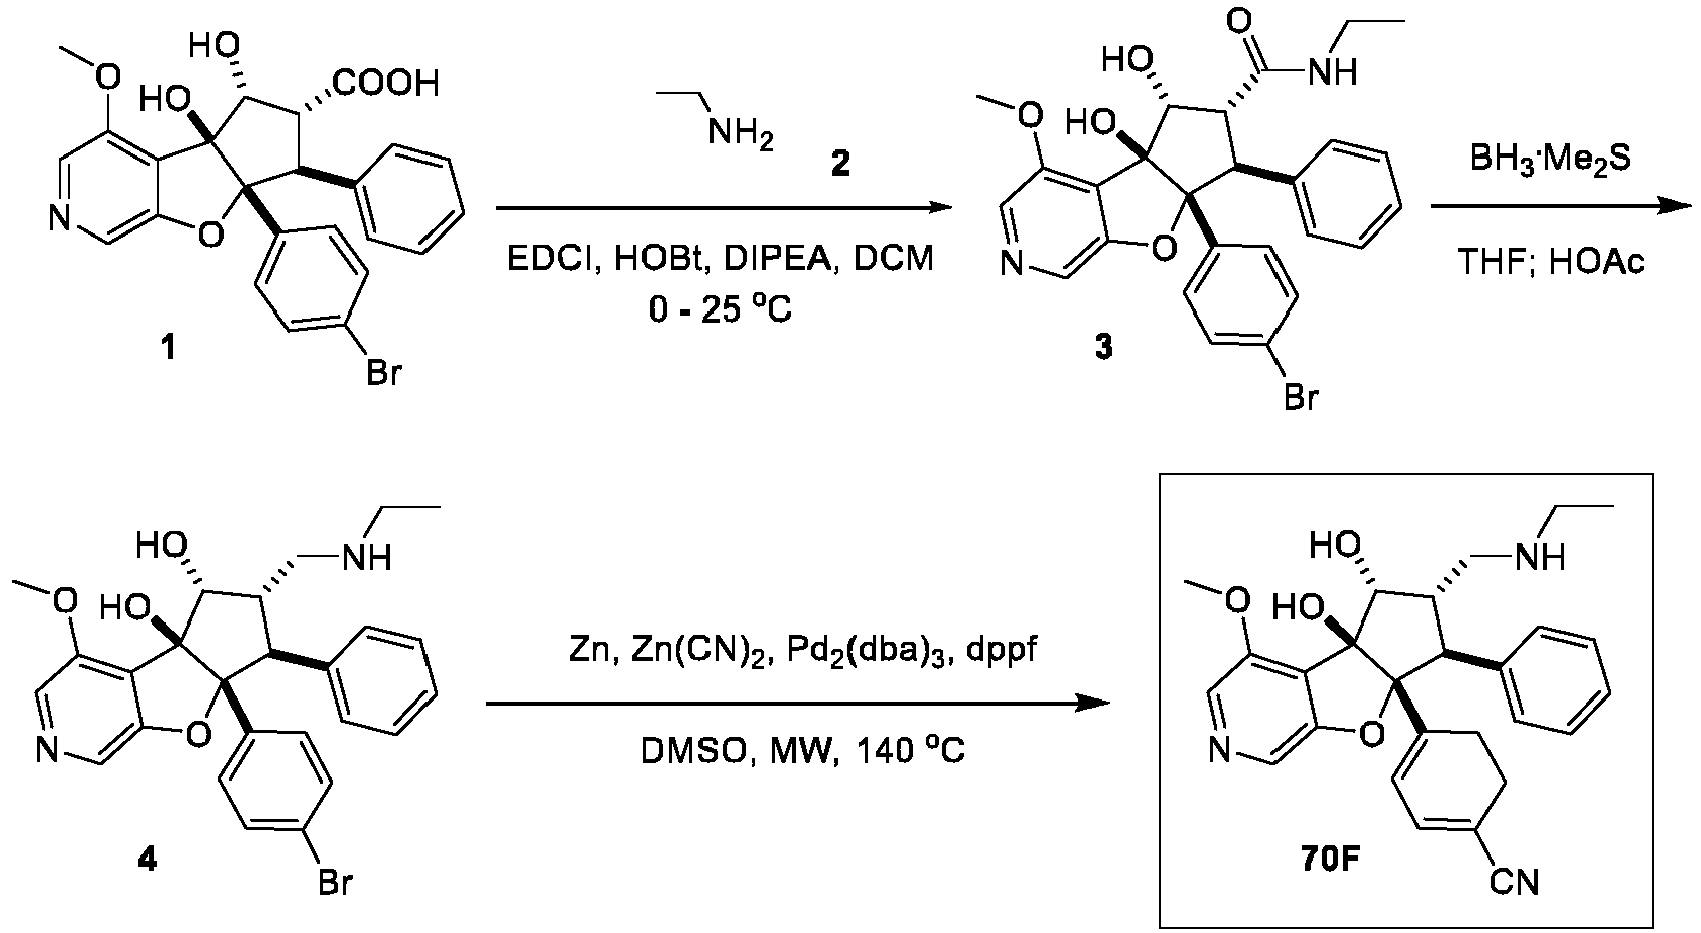 HO
O
HO
COOH
N
O
Br
1
NH₂
2
EDCI, HOBt, DIPEA, DCM
0 - 25 ºC
O
HO
NH
O
HO
N
O
Br
3
BH₃·Me₂S
THF; HOAc
HO
NH
O
HO
N
O
Br
4
Zn, Zn(CN)₂, Pd₂(dba)₃, dppf
DMSO, MW, 140 ºC
HO
NH
O
HO
N
O
CN
70F